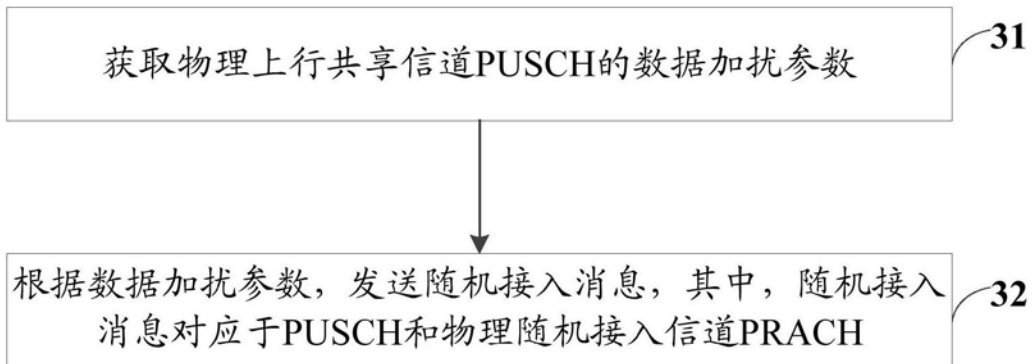 获取物理上行共享信道PUSCH的数据加扰参数
31
根据数据加扰参数，发送随机接入消息，其中，随机接入
消息对应于PUSCH和物理随机接入信道PRACH
32